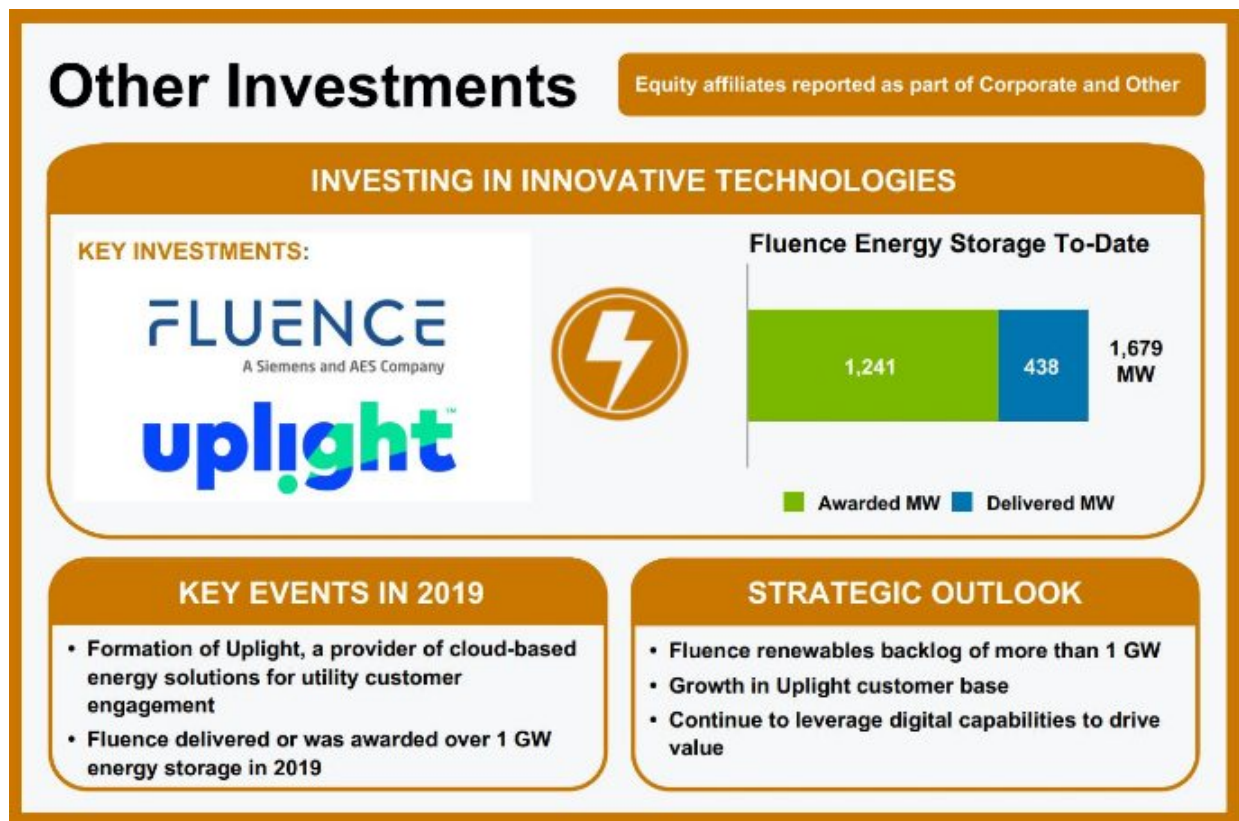 Other Investments
Equity affiliates reported as part of Corporate and Other
INVESTING IN INNOVATIVE TECHNOLOGIES
KEY INVESTMENTS:
FLUENCE
A Siemens and AES Company
uplight™
Fluence Energy Storage To-Date
1,241
438
1,679
MW
Awarded MW
Delivered MW
KEY EVENTS IN 2019
• Formation of Uplight, a provider of cloud-based
energy solutions for utility customer
engagement
• Fluence delivered or was awarded over 1 GW
energy storage in 2019
STRATEGIC OUTLOOK
• Fluence renewables backlog of more than 1 GW
• Growth in Uplight customer base
• Continue to leverage digital capabilities to drive
value